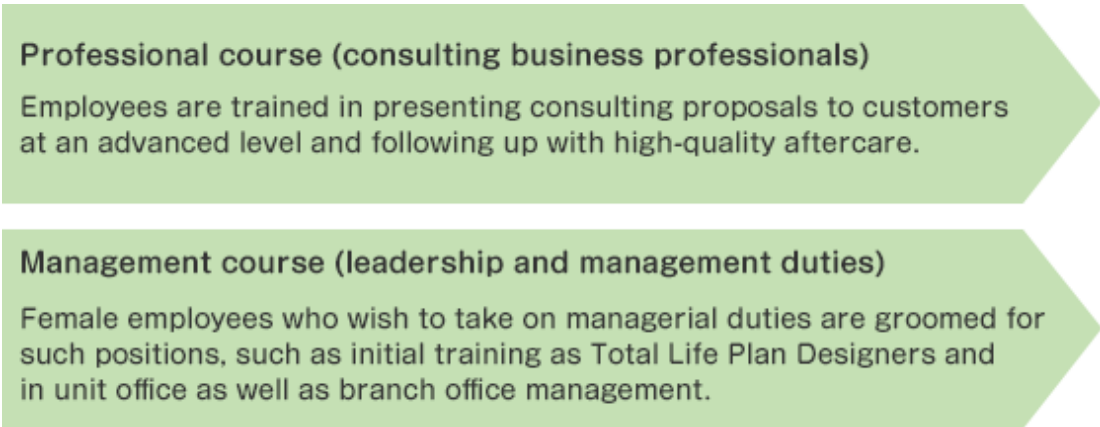 Professional course (consulting business professionals)
Employees are trained in presenting consulting proposals to customers
at an advanced level and following up with high-quality aftercare.
Management course (leadership and management duties)
Female employees who wish to take on managerial duties are groomed for
such positions, such as initial training as Total Life Plan Designers and
in unit office as well as branch office management.